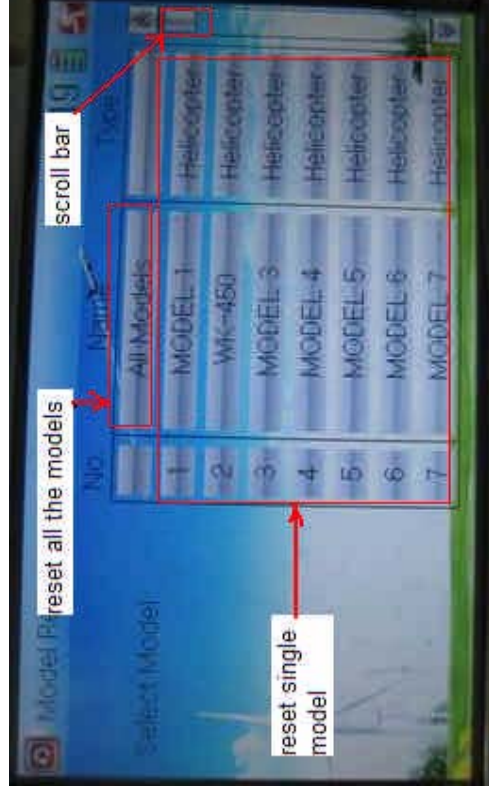 scroll bar
reset all the models
Model Re
No Name Type
All Models
Select Model
1 MODEL 1 Helicopter
2 WK-450 Helicopter
3 MODEL 3 Helicopter
4 MODEL 4 Helicopter
5 MODEL 5 Helicopter
6 MODEL 6 Helicopter
7 MODEL 7 Helicopter
reset single
model